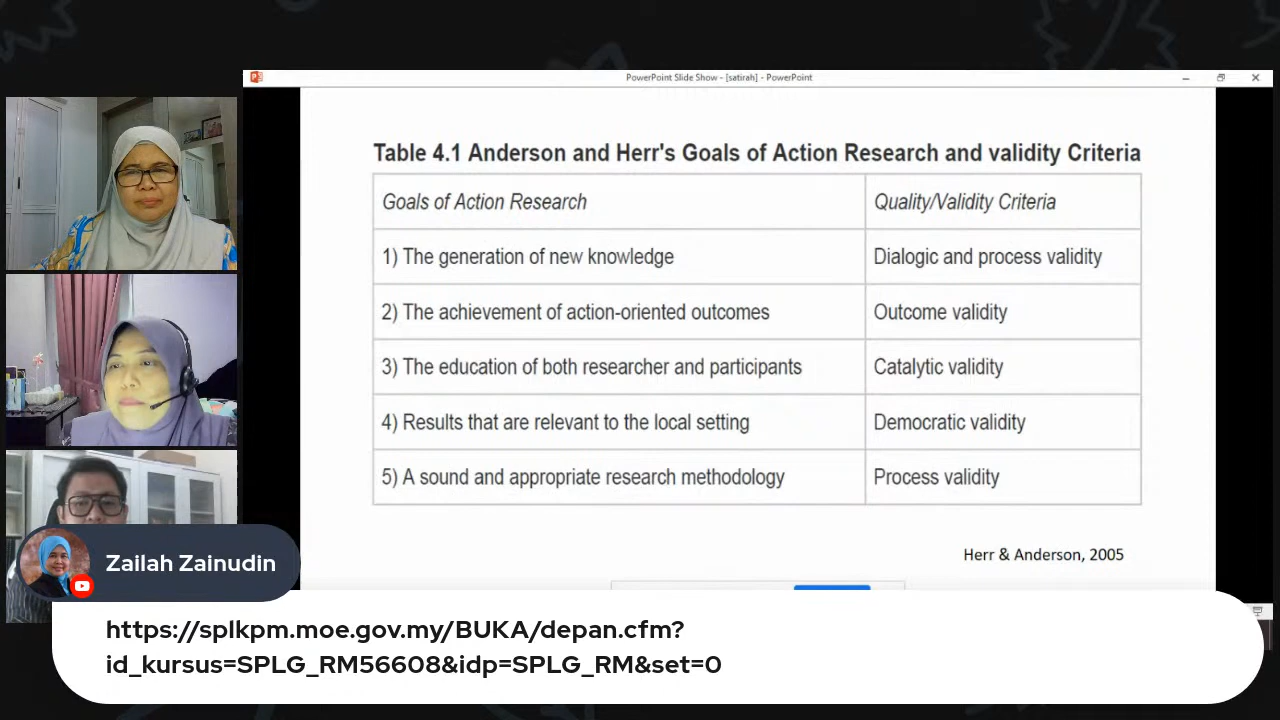 PowerPoint Slide Show - [satirah] - PowerPoint
Table 4.1 Anderson and Herr's Goals of Action Research and validity Criteria
Goals of Action Research
Quality/Validity Criteria
1) The generation of new knowledge
Dialogic and process validity
2) The achievement of action-oriented outcomes
Outcome validity
3) The education of both researcher and participants
Catalytic validity
4) Results that are relevant to the local setting
Democratic validity
5) A sound and appropriate research methodology
Process validity
Herr & Anderson, 2005
Zailah Zainudin
https://splkpm.moe.gov.my/BUKA/depan.cfm?
id_kursus=SPLG_RM56608&idp=SPLG_RM&set=0